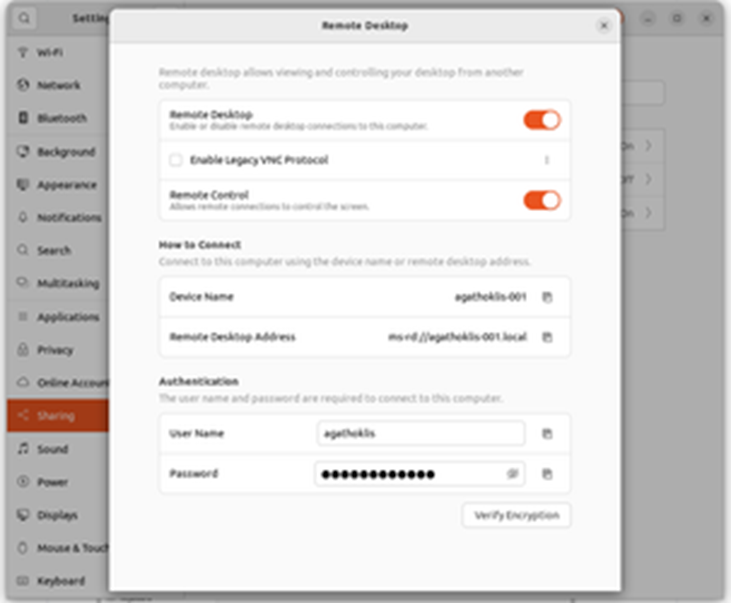 Setting
Remote Desktop
Wi-Fi
Network
Bluetooth
Background
Appearance
Notifications
Search
Multitasking
Applications
Privacy
Online Accoun
Sharing
Sound
Power
Displays
Mouse & Touch
Keyboard
Remote desktop allows viewing and controlling your desktop from another
computer.
Remote Desktop
Enable or disable remote desktop connections to this computer.
Enable Legacy VNC Protocol
Remote Control
Allows remote connections to control the screen.
How to Connect
Connect to this computer using the device name or remote desktop address.
Device Name agathoklis-001
Remote Desktop Address ms-rd://agathoklis-001.local
Authentication
The user name and password are required to connect to this computer.
User Name agathoklis
Password ●●●●●●●●●●●●
Verify Encryption
On
Off
On